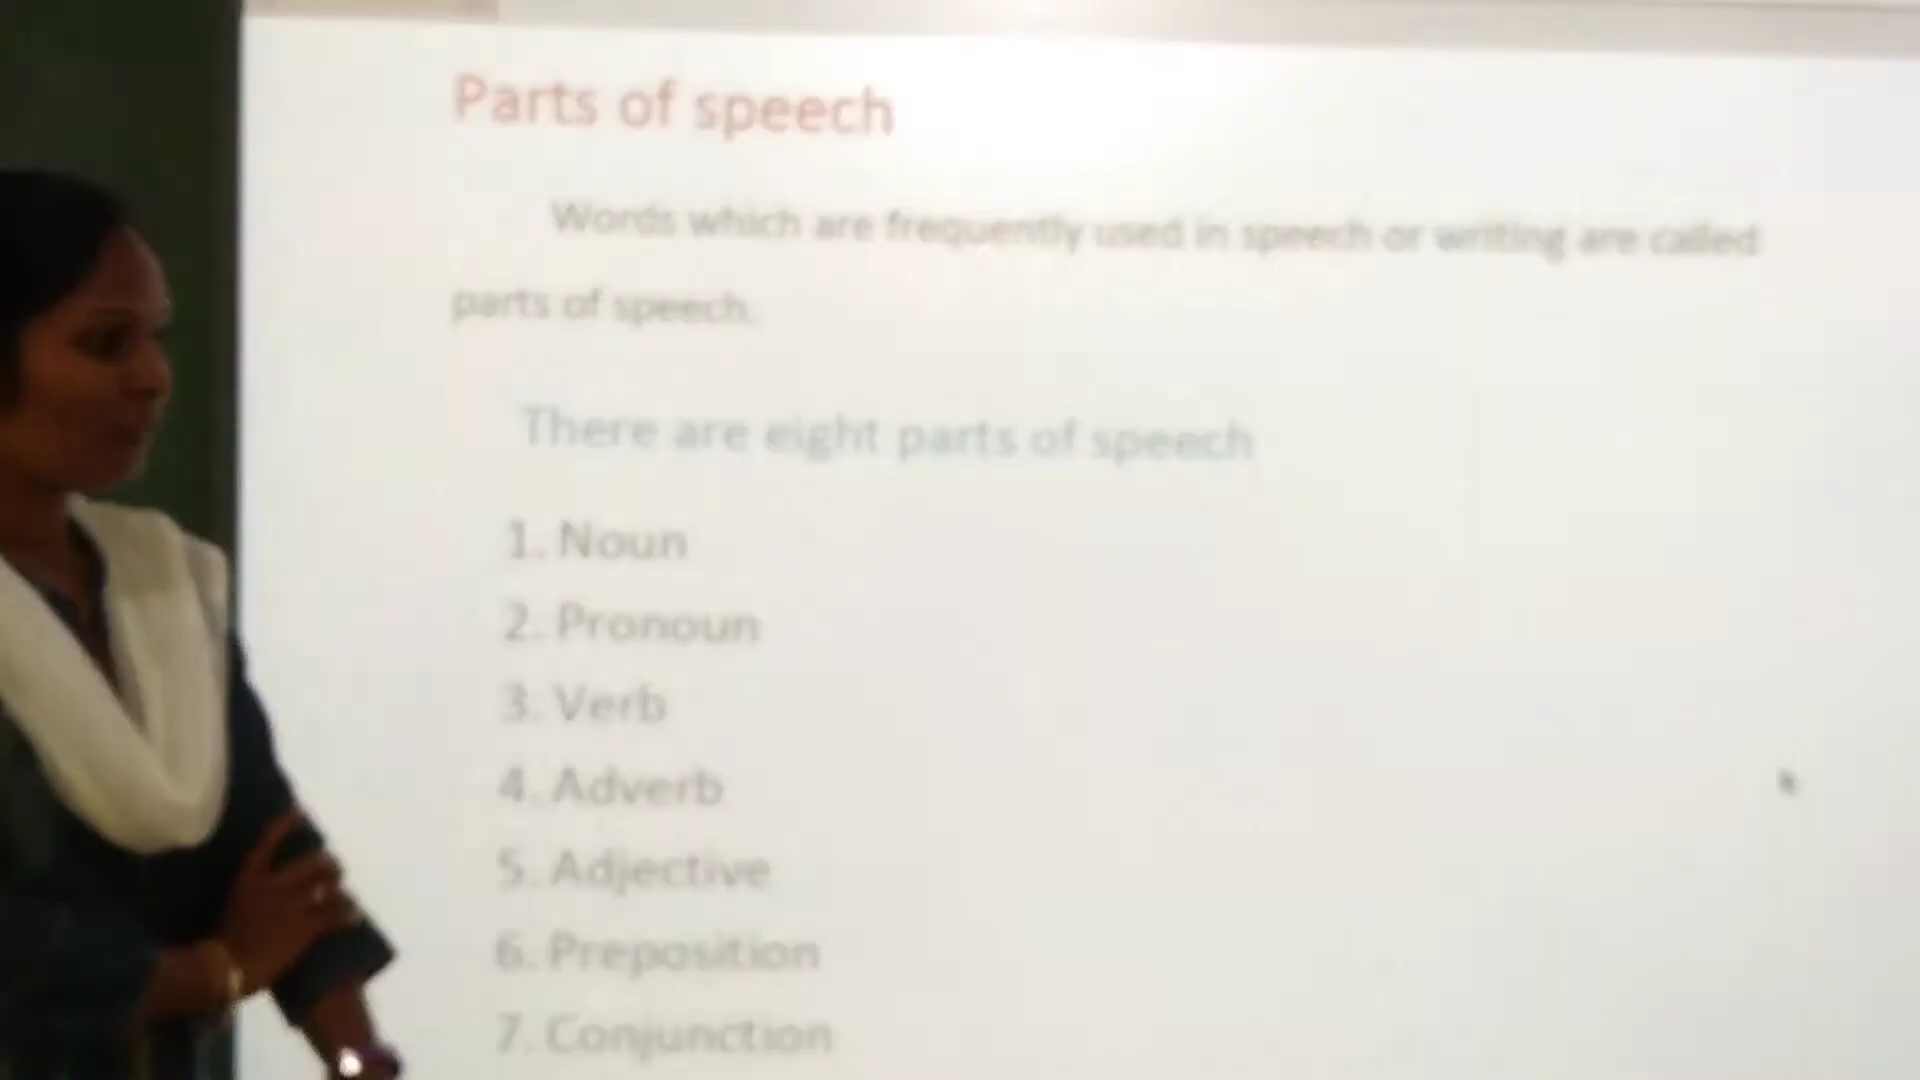 Parts of speech
Words which are frequently used in speech or writing are called
parts of speech.
There are eight parts of speech
1. Noun
2. Pronoun
3. Verb
4. Adverb
5. Adjective
6. Preposition
7. Conjunction